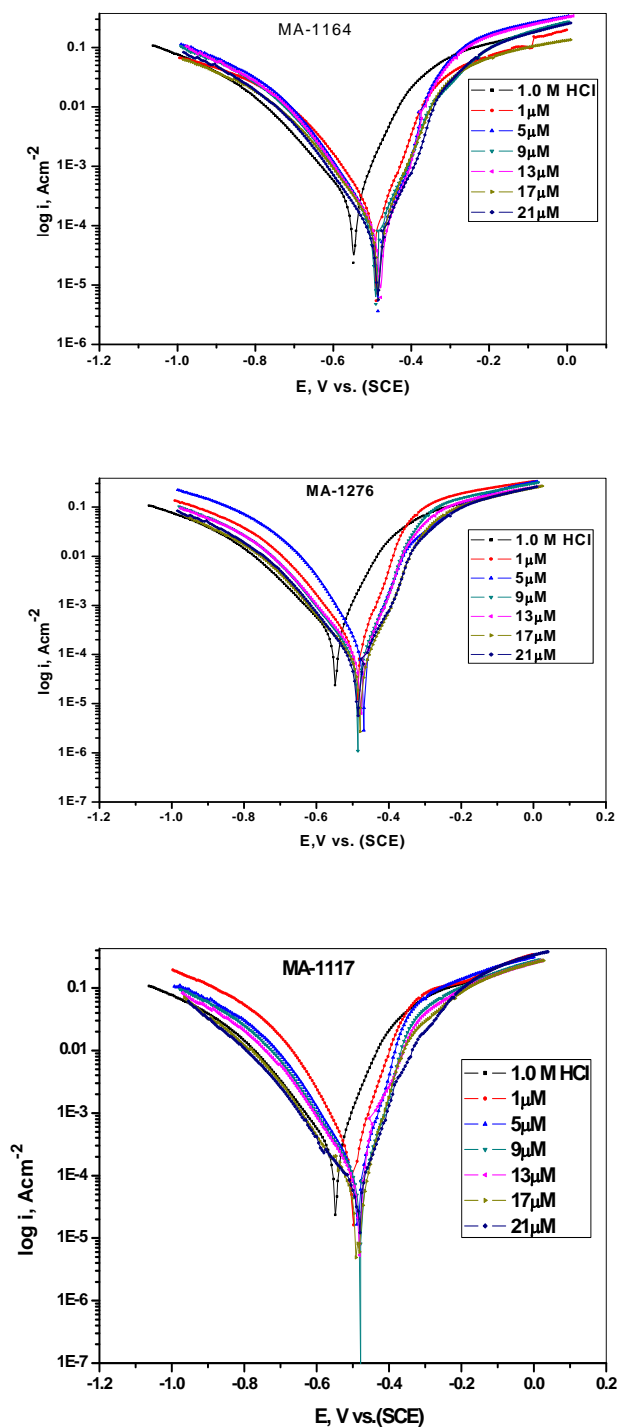 MA-1164
0.1
0.01
1E-3
1E-4
1E-5
1E-6
log i, Acm-2
1.0 M HCl
1µM
5µM
9µM
13µM
17µM
21µM
-1.2 -1.0 -0.8 -0.6 -0.4 -0.2 0.0
E, V vs. (SCE)
MA-1276
0.1
0.01
1E-3
1E-4
1E-5
1E-6
1E-7
log i, Acm-2
1.0 M HCl
1µM
5µM
9µM
13µM
17µM
21µM
-1.2 -1.0 -0.8 -0.6 -0.4 -0.2 0.0 0.2
E,V vs. (SCE)
MA-1117
0.1
0.01
1E-3
1E-4
1E-5
1E-6
1E-7
log i, Acm-2
1.0 M HCl
1µM
5µM
9µM
13µM
17µM
21µM
-1.2 -1.0 -0.8 -0.6 -0.4 -0.2 0.0 0.2
E, V vs.(SCE)